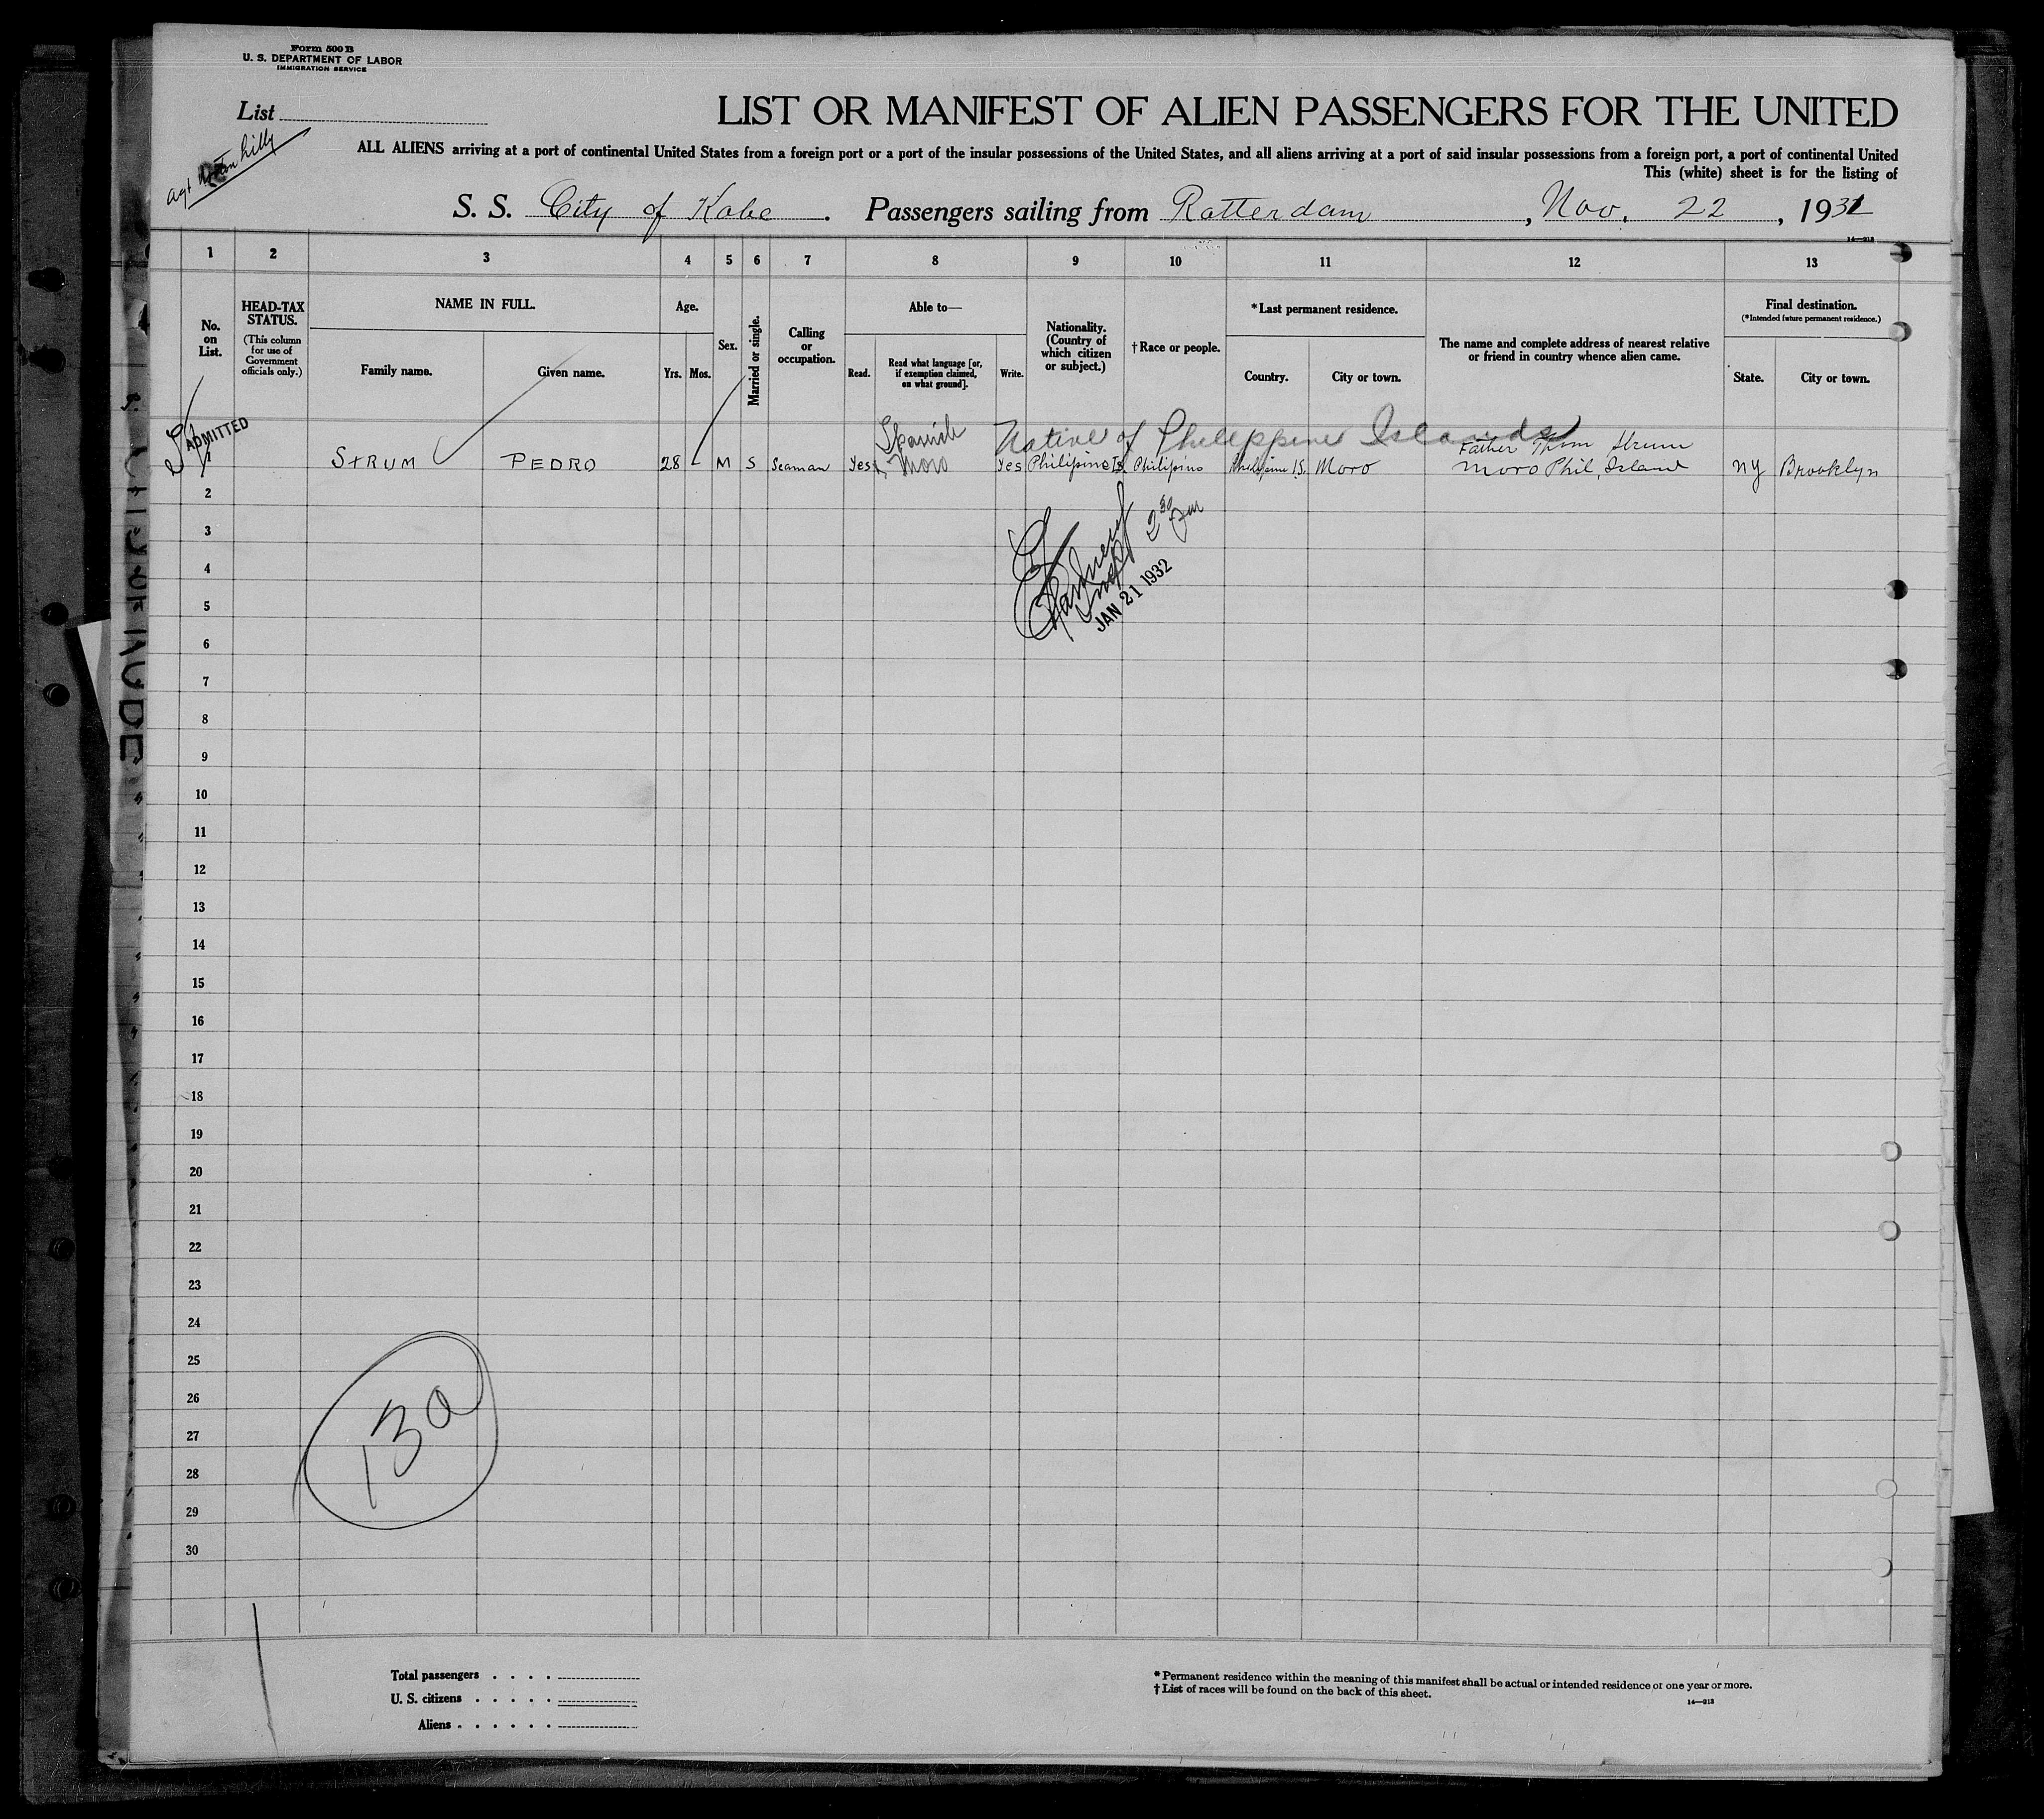 Form 500 B
U. S. DEPARTMENT OF LABOR
IMMIGRATION SERVICE
List
LIST OR MANIFEST OF ALIEN PASSENGERS FOR THE UNITED
ALL ALIENS arriving at a port of continental United States from a foreign port or a port of the insular possessions of the United States, and all aliens arriving at a port of said insular possessions from a foreign port, a port of continental United
This (white) sheet is for the listing of
S. S. City of Kobe. Passengers sailing from Rotterdam, Nov. 22, 1931
14—213
1 2 3 4 5 6 7 8 9 10 11 12 13
No. on List.
HEAD-TAX STATUS.
(This column for use of Government officials only.)
NAME IN FULL.
Family name.
Given name.
Age.
Yrs. Mos.
Sex.
Married or single.
Calling or occupation.
Able to—
Read.
Read what language [or, if exemption claimed, on what ground].
Write.
Nationality. (Country of which citizen or subject.)
† Race or people.
*Last permanent residence.
Country.
City or town.
The name and complete address of nearest relative or friend in country whence alien came.
Final destination.
(*Intended future permanent residence.)
State.
City or town.
ADMITTED
Spanish Native of Philippine Islands
Father Thom Strum
1 STRUM PEDRO 28 - M S Seaman Yes Moro Yes Philipine Is. Philipino Philipine IS. Moro Moro Phil. Island NY Brooklyn
2
3
2 30 pm
4
Insp
JAN 21 1932
5
6
7
8
9
10
11
12
13
14
15
16
17
18
19
20
21
22
23
24
25
26
27
28
29
30
130
Total passengers
U. S. citizens
Aliens
* Permanent residence within the meaning of this manifest shall be actual or intended residence of one year or more.
† List of races will be found on the back of this sheet.
14—213